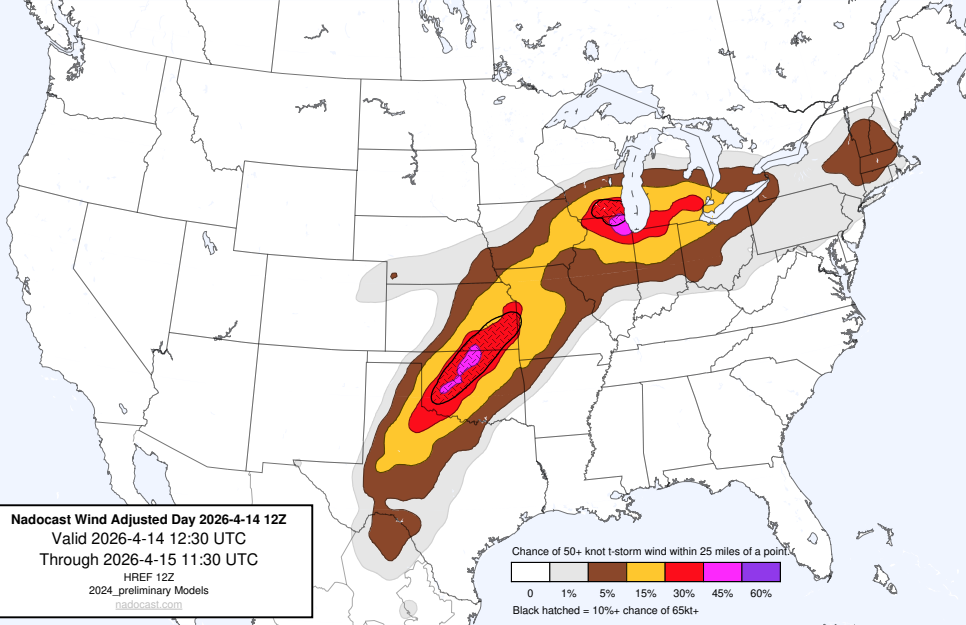 Nadocast Wind Adjusted Day 2026-4-14 12Z
Valid 2026-4-14 12:30 UTC
Through 2026-4-15 11:30 UTC
HREF 12Z
2024_preliminary Models
nadocast.com
Chance of 50+ knot t-storm wind within 25 miles of a point.
0 1% 5% 15% 30% 45% 60%
Black hatched = 10%+ chance of 65kt+